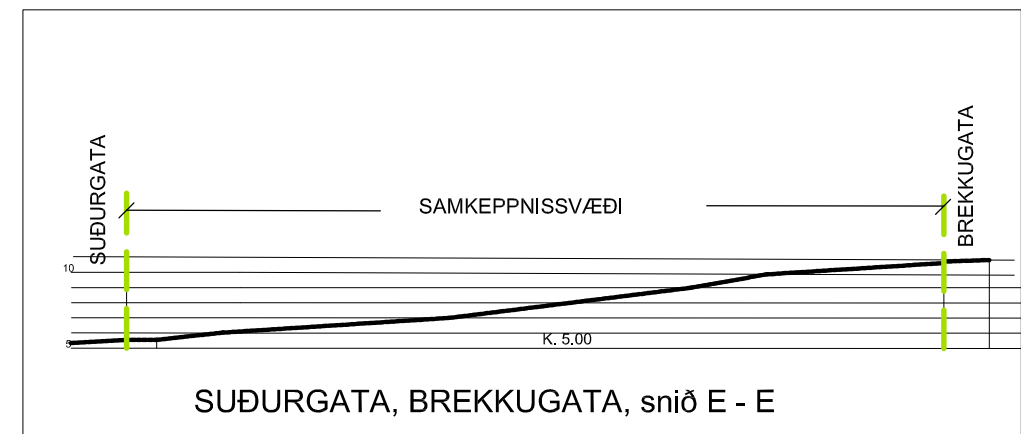 SUÐURGATA
SAMKEPPNISSVÆÐI
BREKKUGATA
10
5
K. 5.00
SUÐURGATA, BREKKUGATA, snið E - E